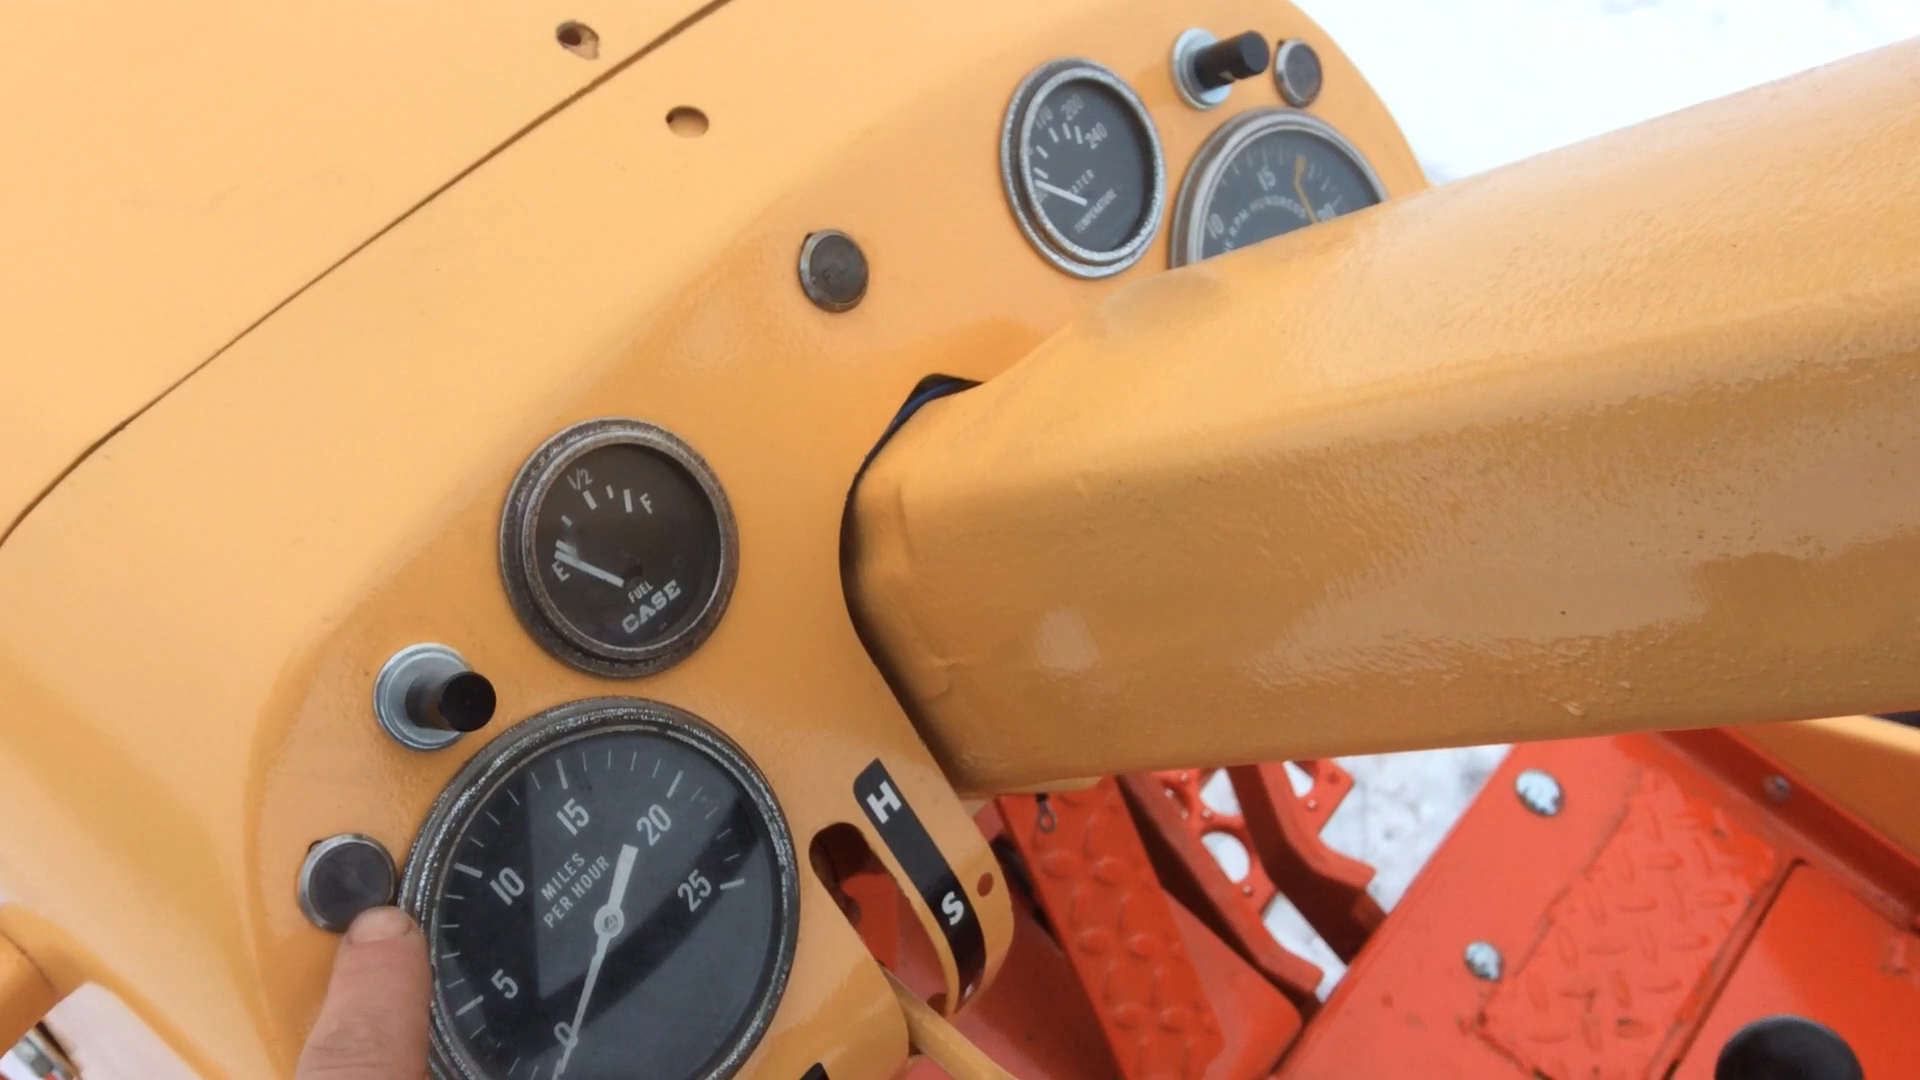 170 200
240
WATER
TEMPERATURE
10 15 20
RPM HUNDREDS
E 1/2 F
FUEL
CASE
0 5 10 15 20 25
MILES
PER HOUR
H
S